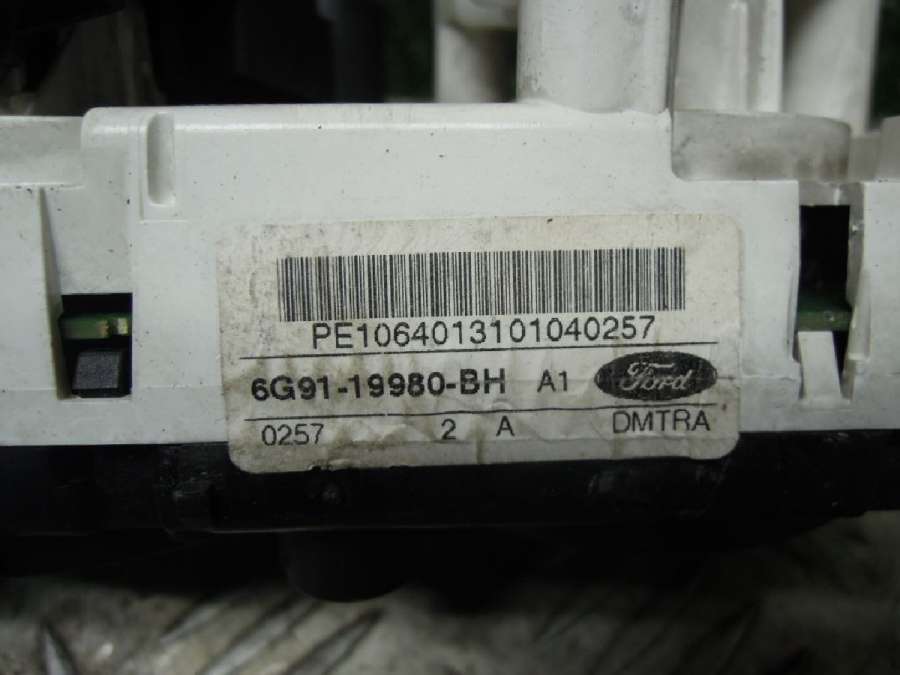 PE1064013101040257
6G91-19980-BH A1 Ford
0257 2 A DMTRA